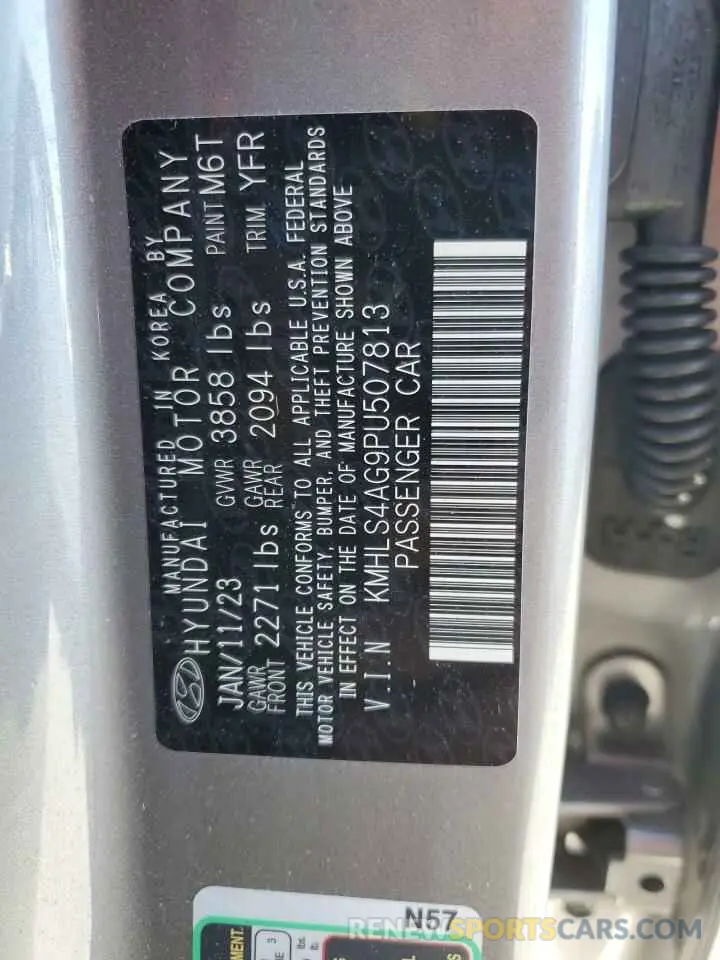 MANUFACTURED IN KOREA BY
HYUNDAI MOTOR COMPANY
JAN/11/23 GVWR 3858 lbs PAINT M6T
GAWR FRONT 2271 lbs GAWR REAR 2094 lbs TRIM YFR
THIS VEHICLE CONFORMS TO ALL APPLICABLE U.S.A. FEDERAL
MOTOR VEHICLE SAFETY, BUMPER, AND THEFT PREVENTION STANDARDS
IN EFFECT ON THE DATE OF MANUFACTURE SHOWN ABOVE
V.I.N KMHLS4AG9PU507813
PASSENGER CAR
N57
RENEWSPORTSCARS.COM